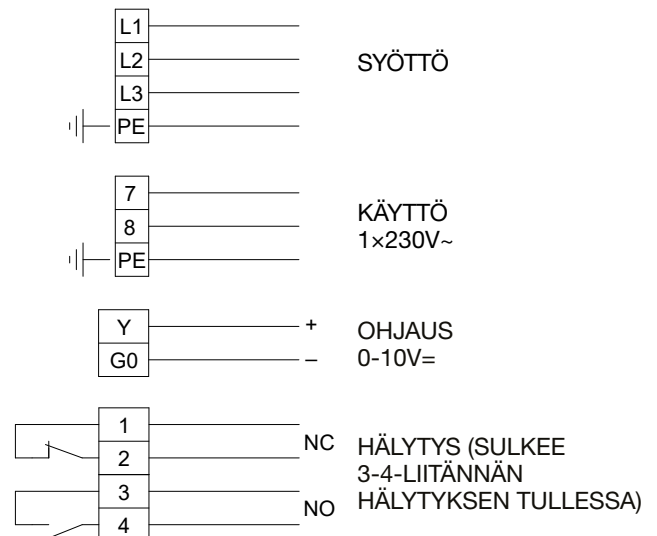 L1
L2
L3
PE
SYÖTTÖ
7
8
PE
KÄYTTÖ
1×230V~
Y
G0
+
–
OHJAUS
0-10V=
1
2
3
4
NC
NO
HÄLYTYS (SULKEE
3-4-LIITÄNNÄN
HÄLYTYKSEN TULLESSA)